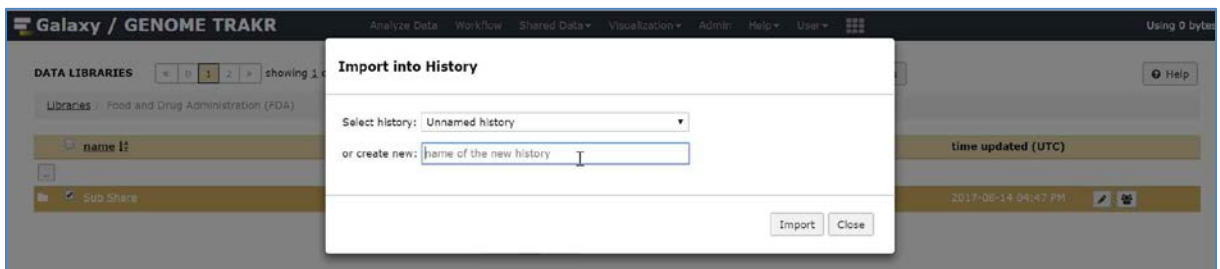 Galaxy / GENOME TRAKR Analyze Data Workflow Shared Data Visualization Admin Help User Using 0 bytes
DATA LIBRARIES « 0 1 2 » showing 1 Help
Import into History
Libraries / Food and Drug Administration (FDA)
Select history: Unnamed history
or create new: name of the new history
name time updated (UTC)
..
Sub Share 2017-06-14 04:47 PM
Import Close